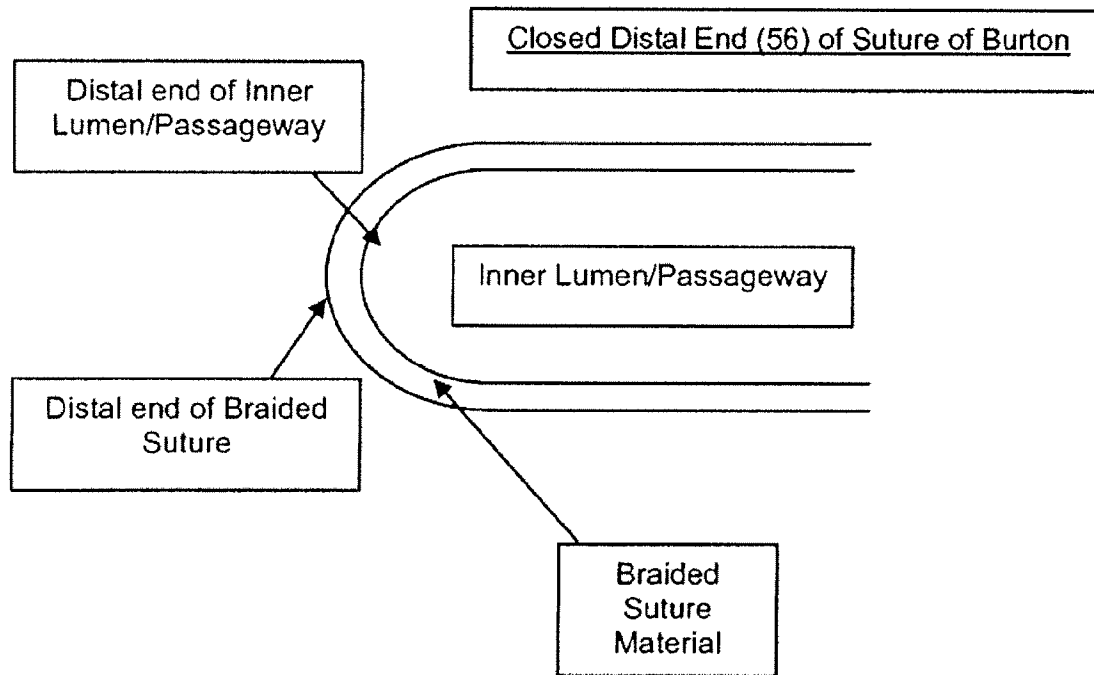 Closed Distal End (56) of Suture of Burton
Distal end of Inner
Lumen/Passageway
Inner Lumen/Passageway
Distal end of Braided
Suture
Braided
Suture
Material